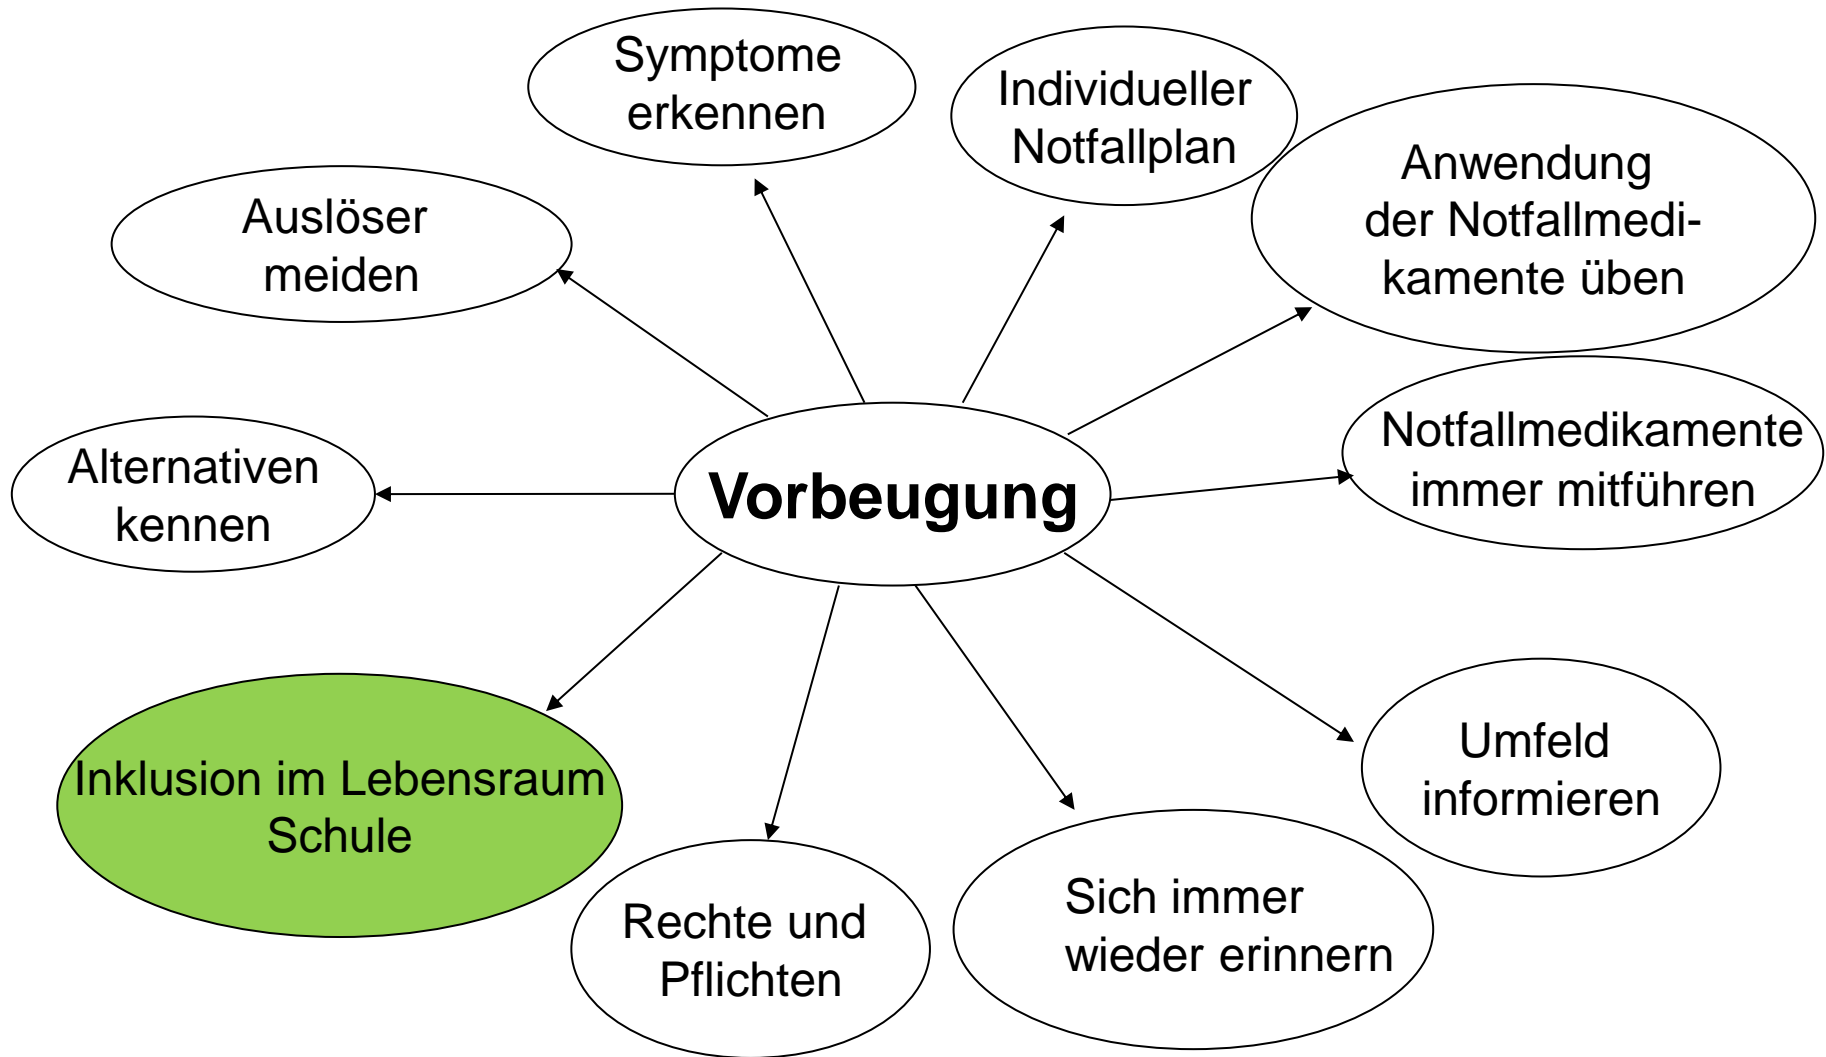 Symptome
erkennen
Individueller
Notfallplan
Anwendung
der Notfallmedi-
kamente üben
Auslöser
meiden
Notfallmedikamente
immer mitführen
Alternativen
kennen
Vorbeugung
Inklusion im Lebensraum
Schule
Umfeld
informieren
Rechte und
Pflichten
Sich immer
wieder erinnern